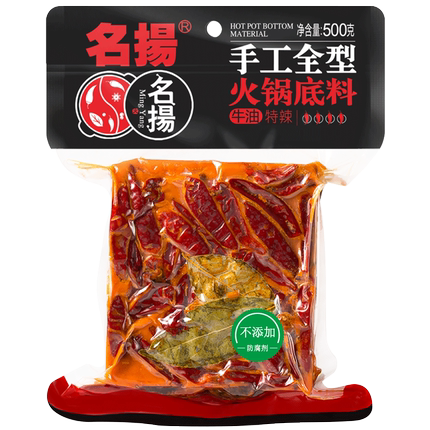 名揚®
名揚
Ming Yang
HOT POT BOTTOM
MATERIAL
净含量:500克
手工全型
火锅底料
牛油 特辣
不添加
防腐剂